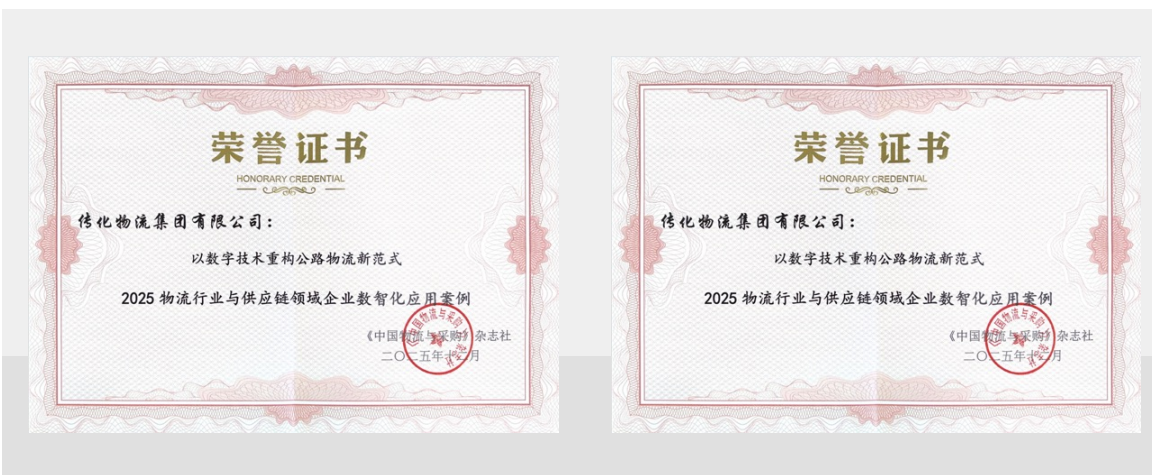 荣誉证书
HONORARY CREDENTIAL
传化物流集团有限公司：
以数字技术重构公路物流新范式
2025 物流行业与供应链领域企业数智化应用案例
《中国物流与采购》杂志社
二〇二五年十二月
荣誉证书
HONORARY CREDENTIAL
传化物流集团有限公司：
以数字技术重构公路物流新范式
2025 物流行业与供应链领域企业数智化应用案例
《中国物流与采购》杂志社
二〇二五年十二月